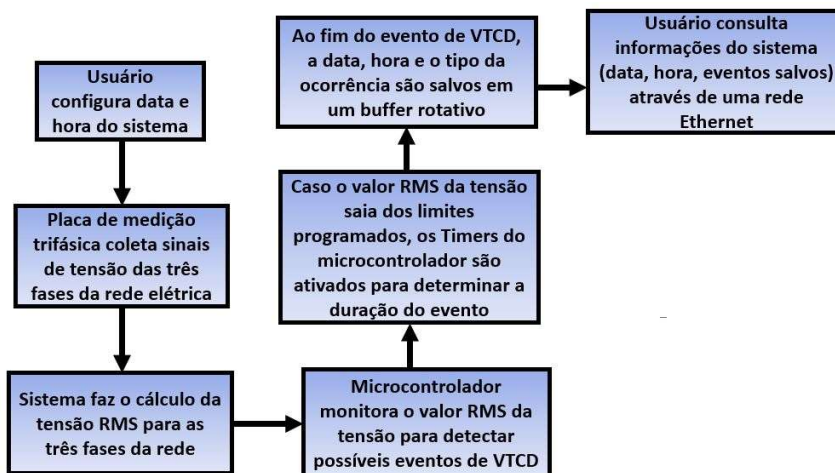 Usuário
configura data e
hora do sistema
Placa de medição
trifásica coleta sinais
de tensão das três
fases da rede elétrica
Sistema faz o cálculo da
tensão RMS para as
três fases da rede
Microcontrolador
monitora o valor RMS da
tensão para detectar
possíveis eventos de VTCD
Caso o valor RMS da tensão
saia dos limites
programados, os Timers do
microcontrolador são
ativados para determinar a
duração do evento
Ao fim do evento de VTCD,
a data, hora e o tipo da
ocorrência são salvos em
um buffer rotativo
Usuário consulta
informações do sistema
(data, hora, eventos salvos)
através de uma rede
Ethernet